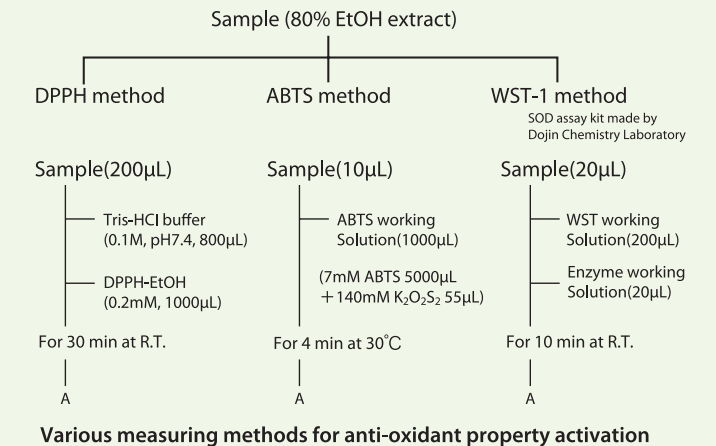 Sample (80% EtOH extract)
DPPH method
ABTS method
WST-1 method
SOD assay kit made by
Dojin Chemistry Laboratory
Sample(200μL)
Tris-HCl buffer
(0.1M, pH7.4, 800μL)
DPPH-EtOH
(0.2mM, 1000μL)
For 30 min at R.T.
A
Sample(10μL)
ABTS working
Solution(1000μL)
(7mM ABTS 5000μL
+140mM K₂O₂S₂ 55μL)
For 4 min at 30℃
A
Sample(20μL)
WST working
Solution(200μL)
Enzyme working
Solution(20μL)
For 10 min at R.T.
A
Various measuring methods for anti-oxidant property activation